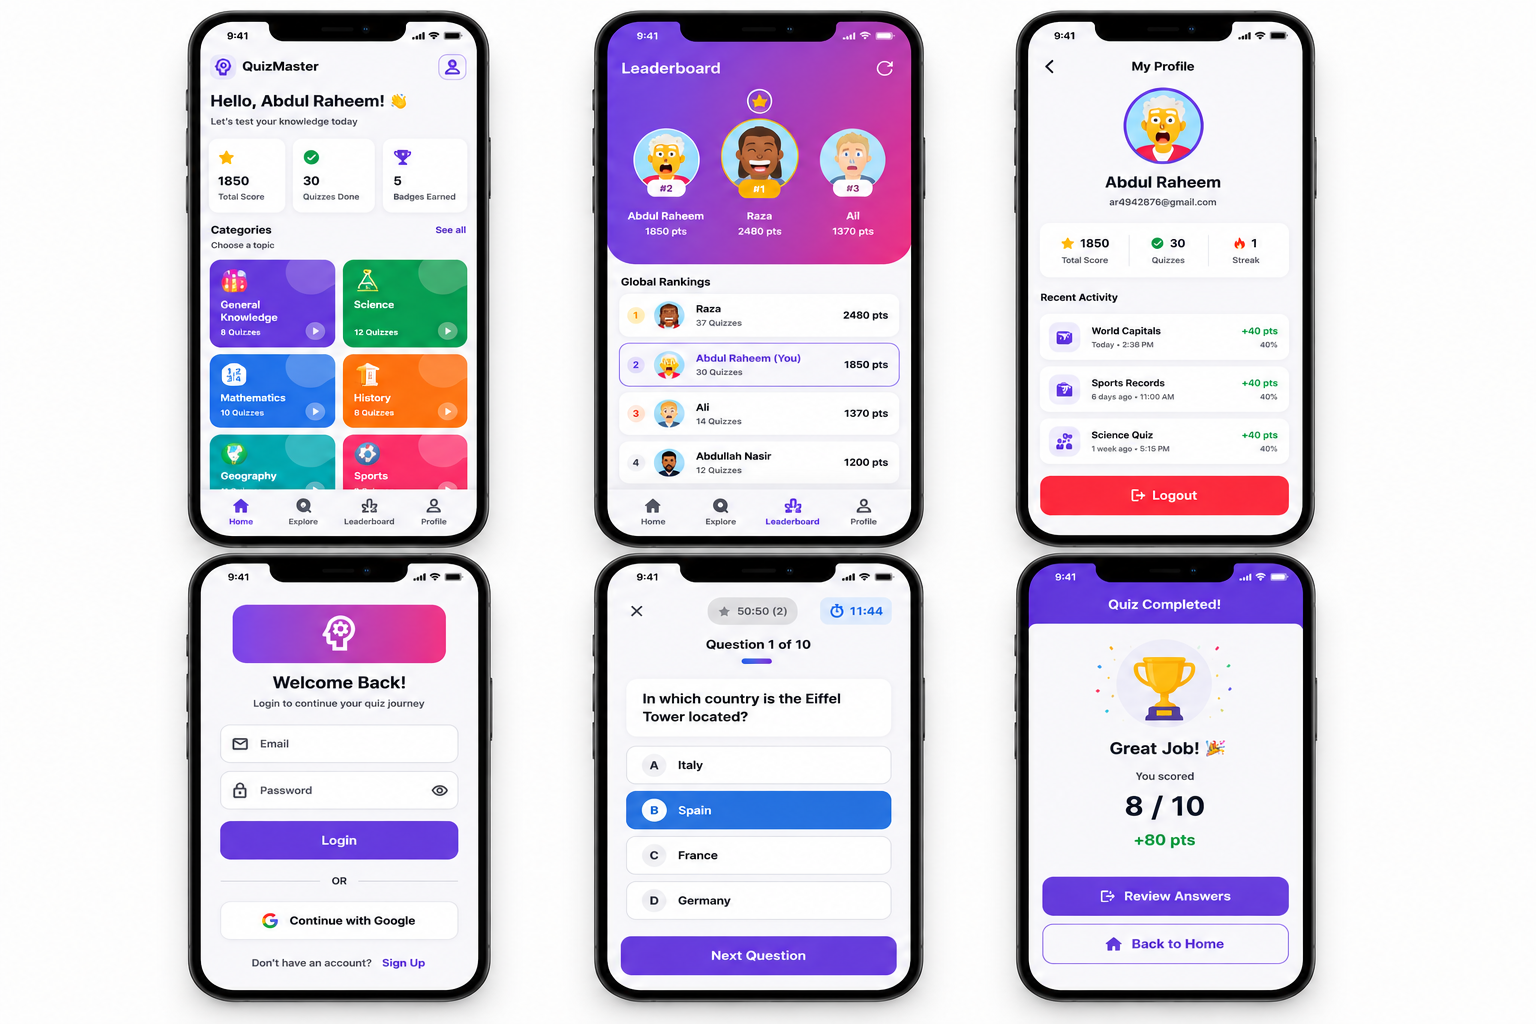 9:41
QuizMaster
Hello, Abdul Raheem! 👋
Let's test your knowledge today
1850
Total Score
30
Quizzes Done
5
Badges Earned
Categories
See all
Choose a topic
General
Knowledge
8 Quizzes
Science
12 Quizzes
1 2
3 4
Mathematics
10 Quizzes
History
8 Quizzes
Geography
Sports
Home
Explore
Leaderboard
Profile
9:41
Leaderboard
#2
#1
#3
Abdul Raheem
1850 pts
Raza
2480 pts
Ail
1370 pts
Global Rankings
1
Raza
37 Quizzes
2480 pts
2
Abdul Raheem (You)
30 Quizzes
1850 pts
3
Ali
14 Quizzes
1370 pts
4
Abdullah Nasir
12 Quizzes
1200 pts
Home
Explore
Leaderboard
Profile
9:41
My Profile
Abdul Raheem
ar4942876@gmail.com
1850
Total Score
30
Quizzes
1
Streak
Recent Activity
World Capitals
Today • 2:38 PM
+40 pts
40%
Sports Records
6 days ago • 11:00 AM
+40 pts
40%
Science Quiz
1 week ago • 5:15 PM
+40 pts
40%
Logout
9:41
Welcome Back!
Login to continue your quiz journey
Email
Password
Login
OR
G Continue with Google
Don't have an account? Sign Up
9:41
50:50 (2)
11:44
Question 1 of 10
In which country is the Eiffel
Tower located?
A Italy
B Spain
C France
D Germany
Next Question
9:41
Quiz Completed!
Great Job! 🎉
You scored
8 / 10
+80 pts
Review Answers
Back to Home